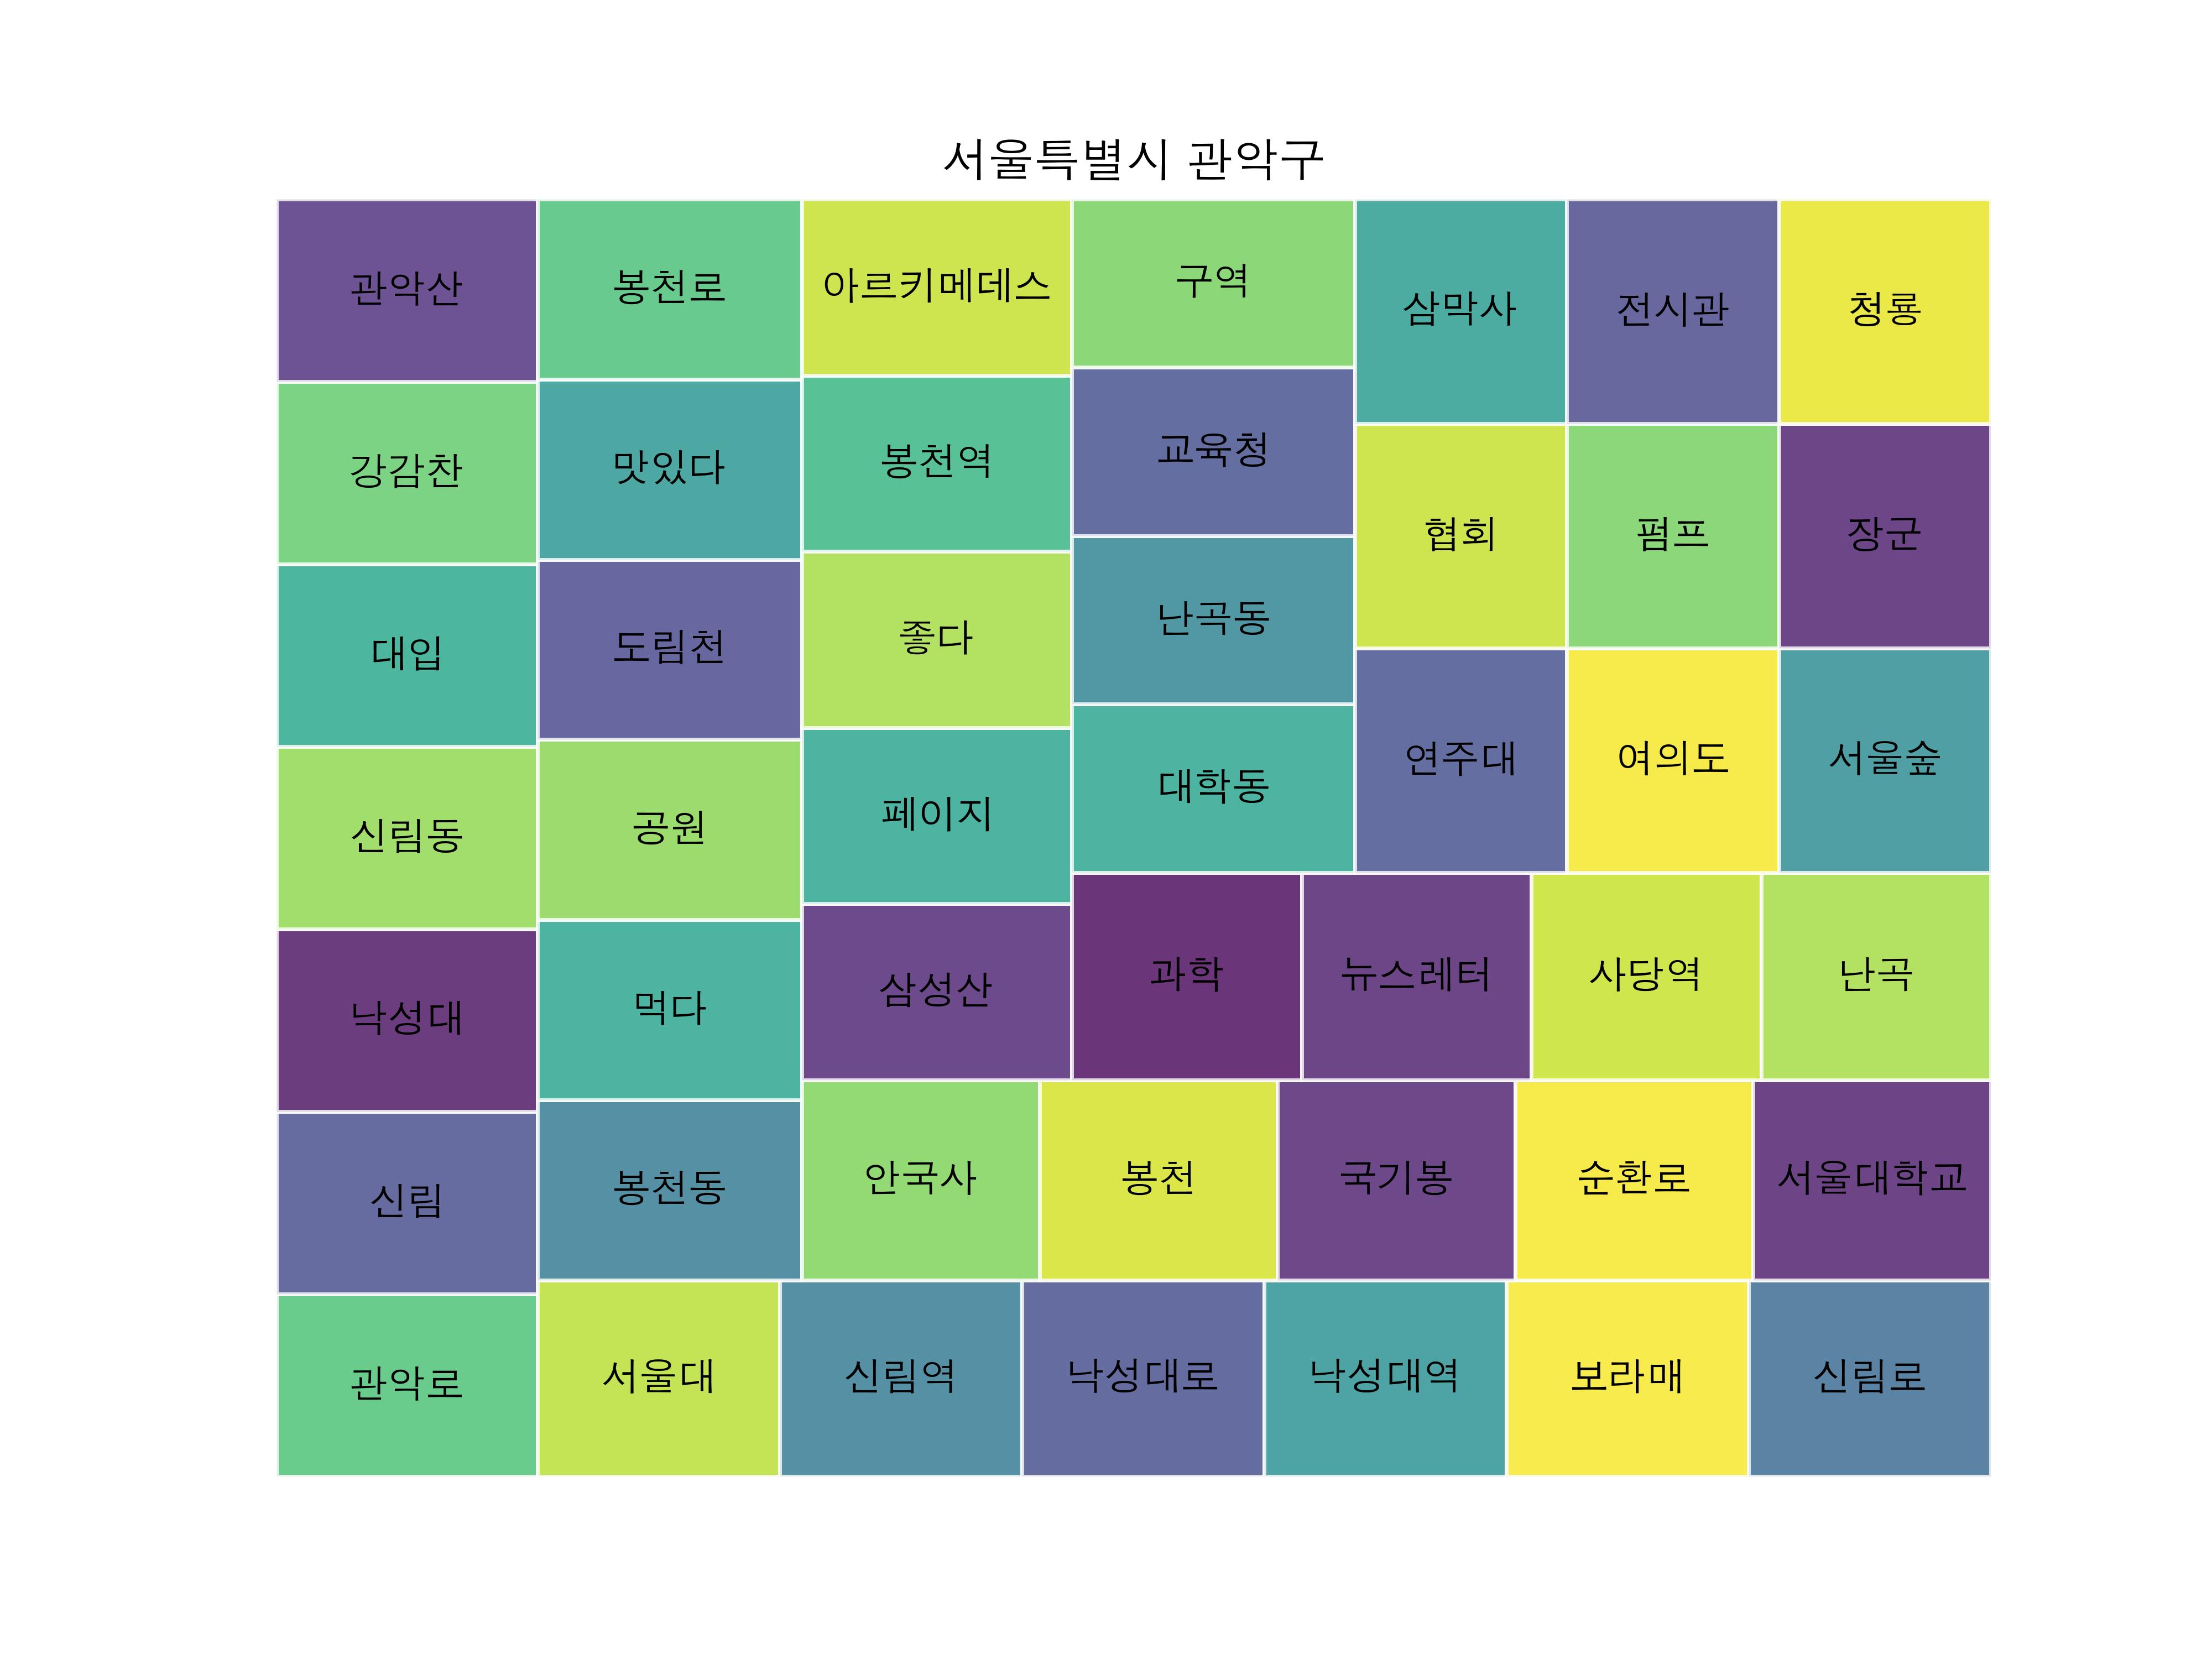 서울특별시 관악구
관악산
강감찬
대입
신림동
낙성대
신림
관악로
봉천로
맛있다
도림천
공원
먹다
봉천동
아르키메데스
봉천역
좋다
페이지
삼성산
구역
교육청
난곡동
대학동
삼막사
전시관
청룡
협회
펌프
장군
연주대
여의도
서울숲
과학
뉴스레터
사당역
난곡
안국사
봉천
국기봉
순환로
서울대학교
서울대
신림역
낙성대로
낙성대역
보라매
신림로